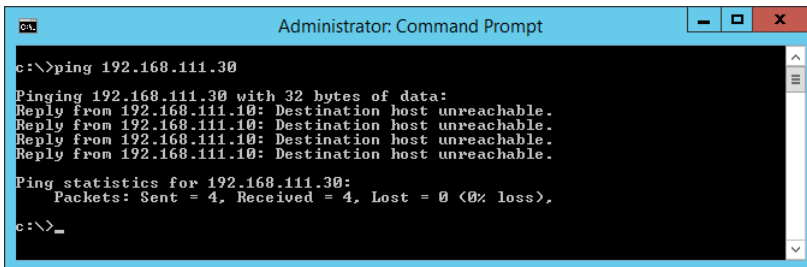 Administrator: Command Prompt
c:\>ping 192.168.111.30
Pinging 192.168.111.30 with 32 bytes of data:
Reply from 192.168.111.10: Destination host unreachable.
Reply from 192.168.111.10: Destination host unreachable.
Reply from 192.168.111.10: Destination host unreachable.
Reply from 192.168.111.10: Destination host unreachable.
Ping statistics for 192.168.111.30:
    Packets: Sent = 4, Received = 4, Lost = 0 (0% loss),
c:\>_